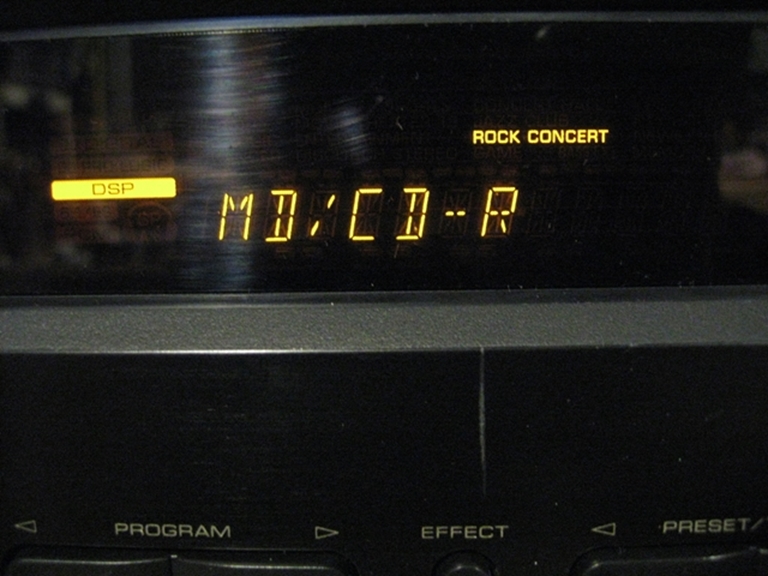 ROCK CONCERT
DSP
MD/CD-R
PROGRAM EFFECT PRESET/